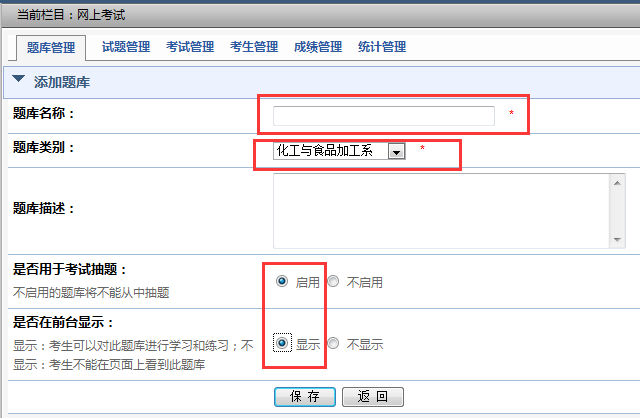 当前栏目：网上考试
题库管理 试题管理 考试管理 考生管理 成绩管理 统计管理
添加题库
题库名称： *
题库类别： 化工与食品加工系 *
题库描述：
是否用于考试抽题：
不启用的题库将不能从中抽题
启用 不启用
是否在前台显示：
显示：考生可以对此题库进行学习和练习；不
显示：考生不能在页面上看到此题库
显示 不显示
保 存 返 回